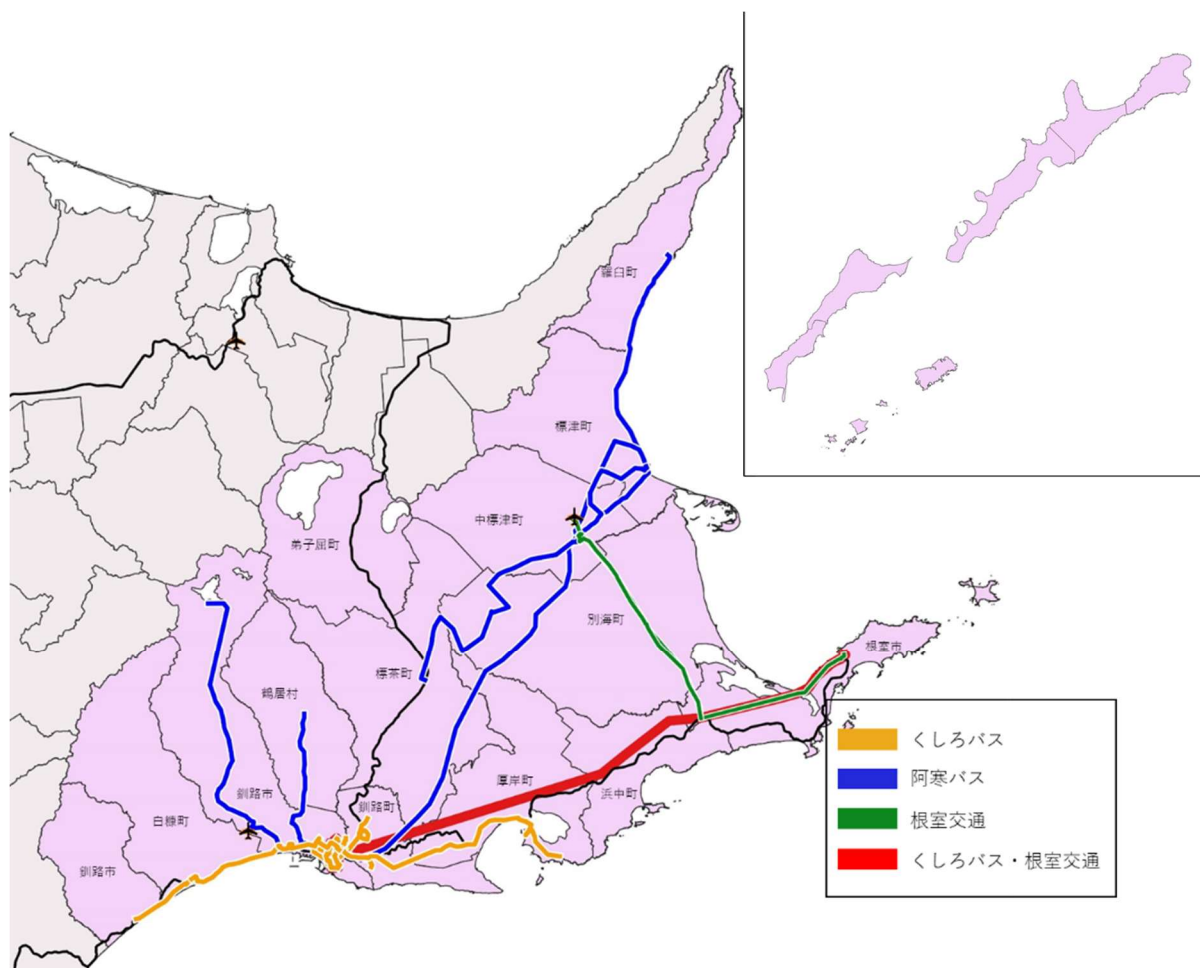 羅臼町
標津町
中標津町
弟子屈町
別海町
根室市
標茶町
鶴居村
厚岸町
浜中町
釧路市
釧路町
白糠町
釧路市
くしろバス
阿寒バス
根室交通
くしろバス・根室交通